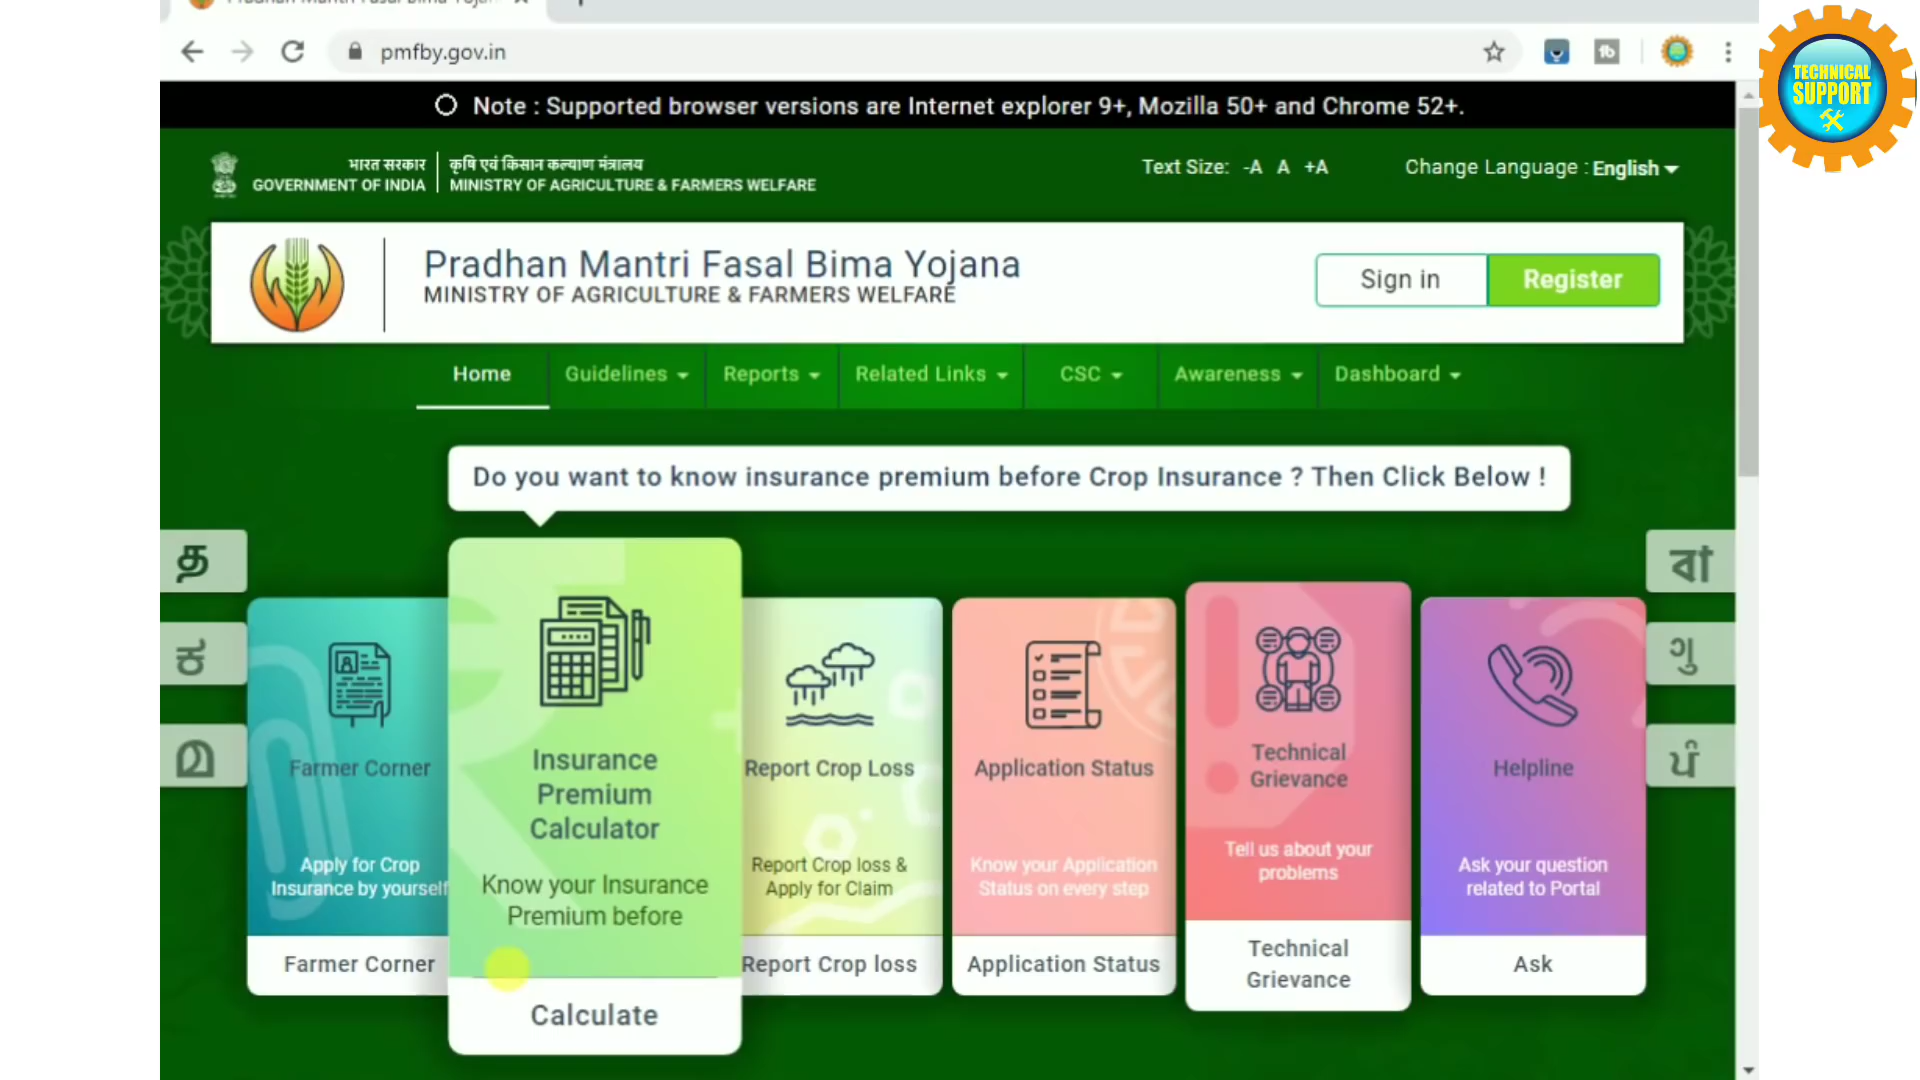 Pradhan Mantri Fasal Bima Yojan
pmfby.gov.in
TECHNICAL
SUPPORT
Note : Supported browser versions are Internet explorer 9+, Mozilla 50+ and Chrome 52+.
भारत सरकार
GOVERNMENT OF INDIA
कृषि एवं किसान कल्याण मंत्रालय
MINISTRY OF AGRICULTURE & FARMERS WELFARE
Text Size: -A A +A
Change Language : English
Pradhan Mantri Fasal Bima Yojana
MINISTRY OF AGRICULTURE & FARMERS WELFARE
Sign in
Register
Home
Guidelines
Reports
Related Links
CSC
Awareness
Dashboard
Do you want to know insurance premium before Crop Insurance ? Then Click Below !
த
ಕ
മ
Farmer Corner
Apply for Crop
Insurance by yourself
Farmer Corner
Insurance
Premium
Calculator
Know your Insurance
Premium before
Calculate
Report Crop Loss
Report Crop loss &
Apply for Claim
Report Crop loss
Application Status
Know your Application
Status on every step
Application Status
Technical
Grievance
Tell us about your
problems
Technical
Grievance
Helpline
Ask your question
related to Portal
Ask
বা
ગુ
ਪੰ